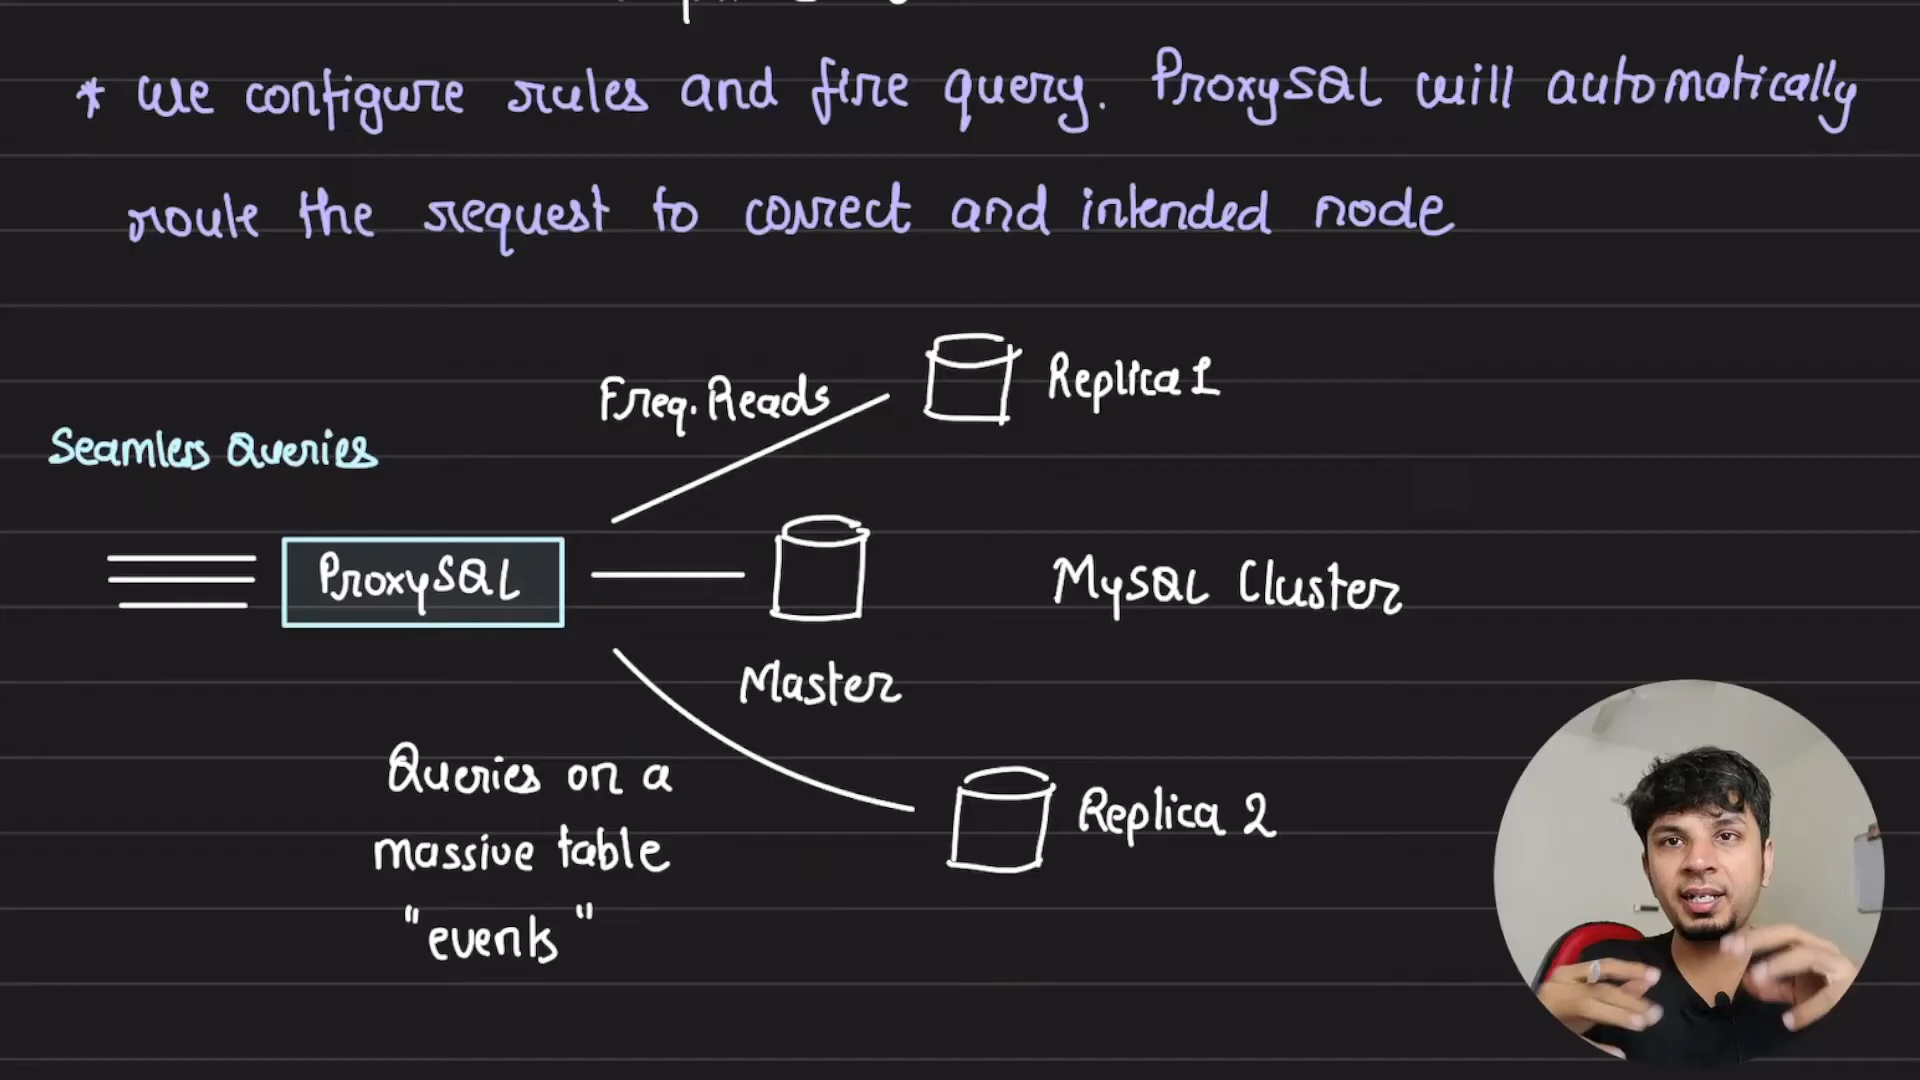 * We configure rules and fire query. ProxySQL will automatically
route the request to correct and intended node
Freq. Reads
Replica 1
Seamless Queries
ProxySQL
MySQL Cluster
Master
Queries on a
massive table
"events"
Replica 2